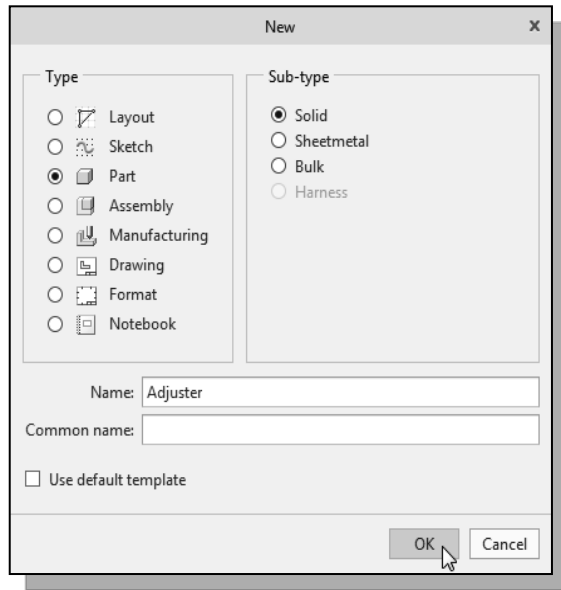 New
x
Type
Layout
Sketch
Part
Assembly
Manufacturing
Drawing
Format
Notebook
Sub-type
Solid
Sheetmetal
Bulk
Harness
Name: Adjuster
Common name:
Use default template
OK Cancel